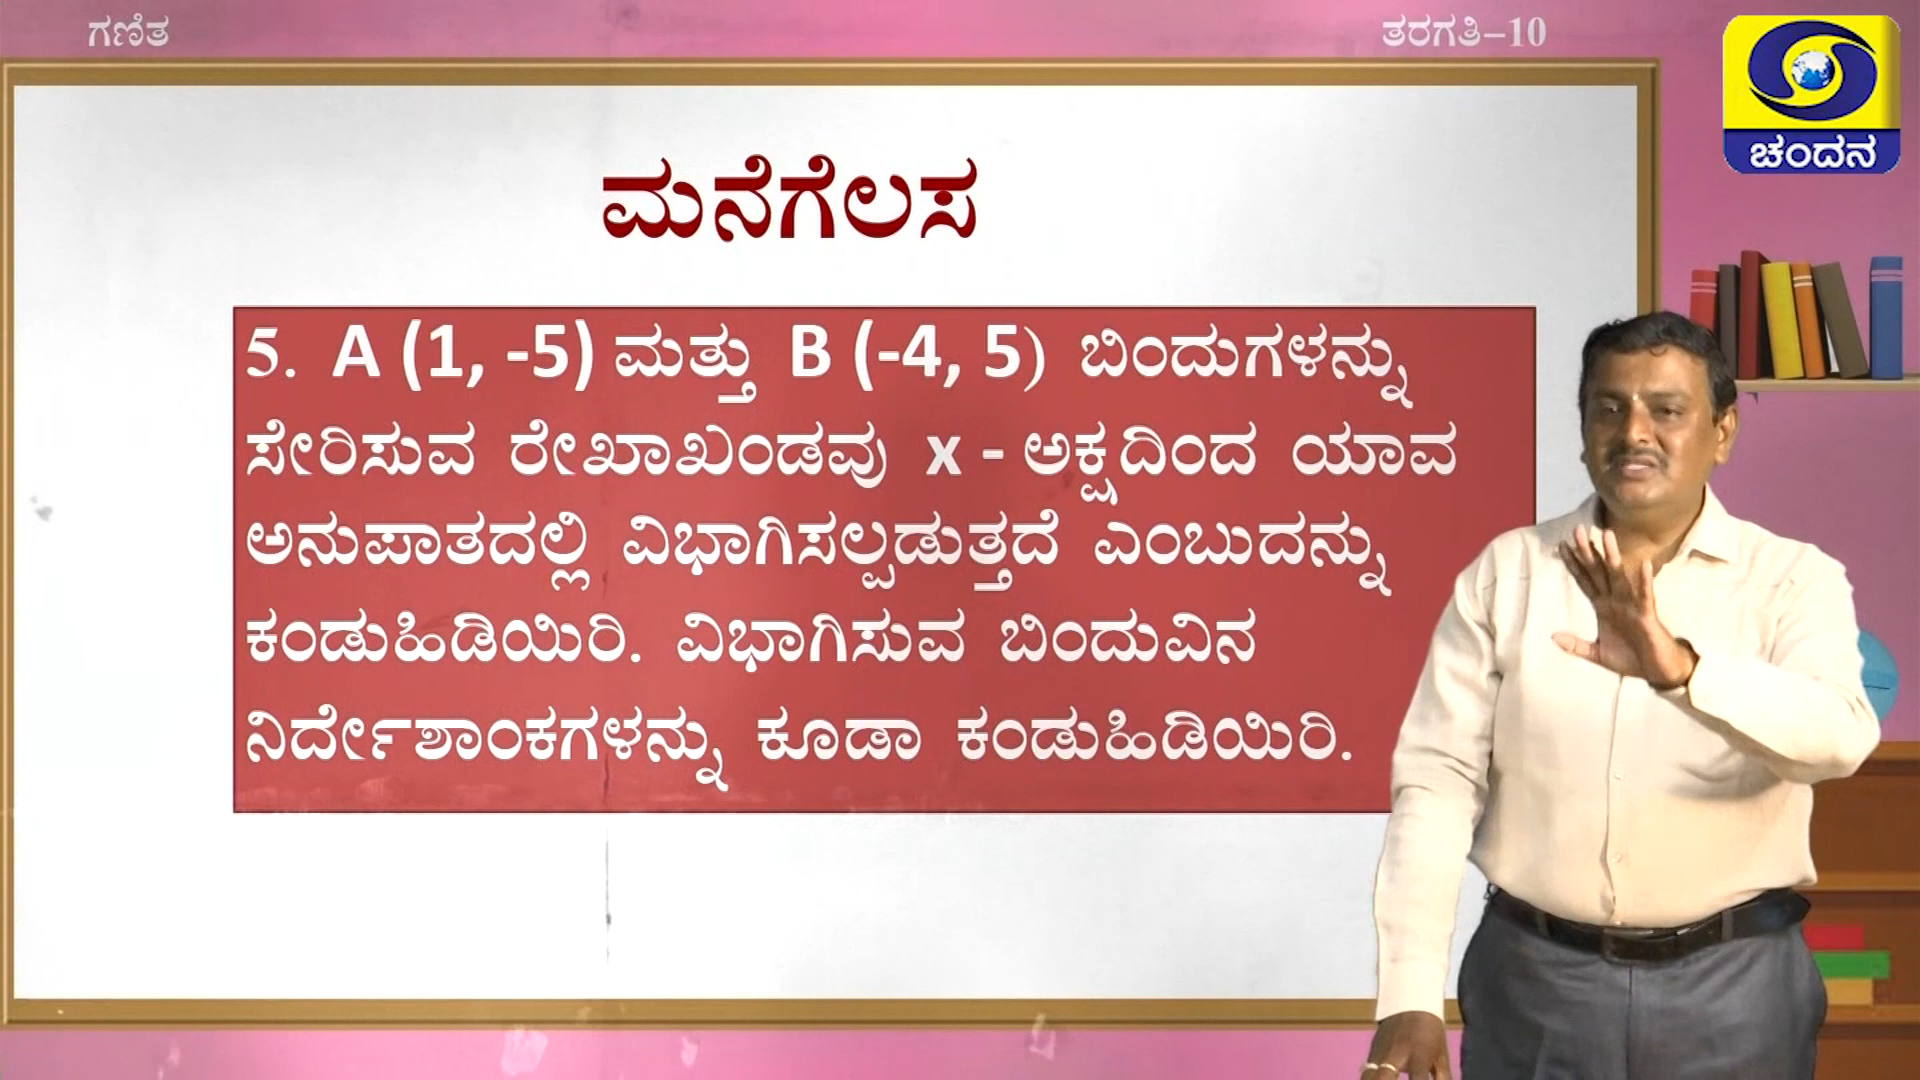 ಗಣಿತ
ತರಗತಿ–10
ಚಂದನ
ಮನೆಗೆಲಸ
5. A (1, -5) ಮತ್ತು B (-4, 5) ಬಿಂದುಗಳನ್ನು
ಸೇರಿಸುವ ರೇಖಾಖಂಡವು x - ಅಕ್ಷದಿಂದ ಯಾವ
ಅನುಪಾತದಲ್ಲಿ ವಿಭಾಗಿಸಲ್ಪಡುತ್ತದೆ ಎಂಬುದನ್ನು
ಕಂಡುಹಿಡಿಯಿರಿ. ವಿಭಾಗಿಸುವ ಬಿಂದುವಿನ
ನಿರ್ದೇಶಾಂಕಗಳನ್ನು ಕೂಡಾ ಕಂಡುಹಿಡಿಯಿರಿ.